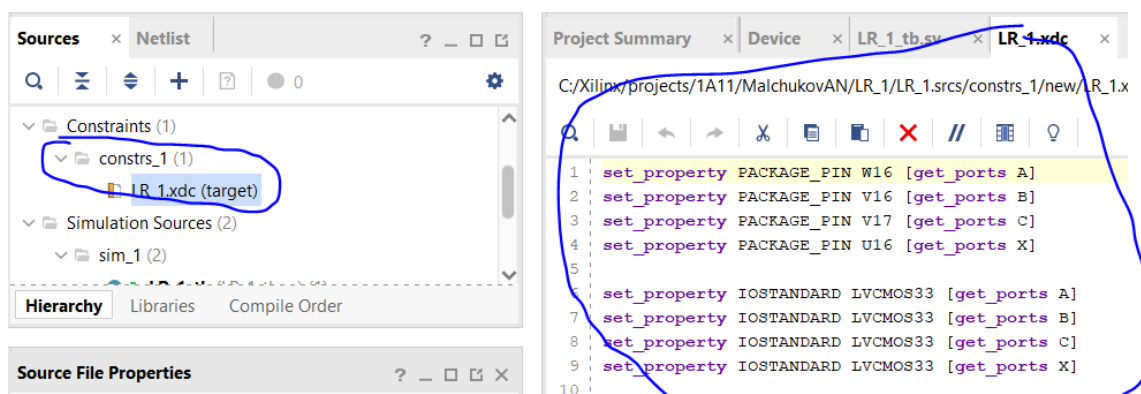 Sources × Netlist ? _
0
Constraints (1)
constrs_1 (1)
LR_1.xdc (target)
Simulation Sources (2)
sim_1 (2)
Hierarchy Libraries Compile Order
Source File Properties ? _ ×
Project Summary × Device × LR_1_tb.sv × LR_1.xdc ×
C:/Xilinx/projects/1A11/MalchukovAN/LR_1/LR_1.srcs/constrs_1/new/LR_1.x
1 set_property PACKAGE_PIN W16 [get_ports A]
2 set_property PACKAGE_PIN V16 [get_ports B]
3 set_property PACKAGE_PIN V17 [get_ports C]
4 set_property PACKAGE_PIN U16 [get_ports X]
5
6 set_property IOSTANDARD LVCMOS33 [get_ports A]
7 set_property IOSTANDARD LVCMOS33 [get_ports B]
8 set_property IOSTANDARD LVCMOS33 [get_ports C]
9 set_property IOSTANDARD LVCMOS33 [get_ports X]
10